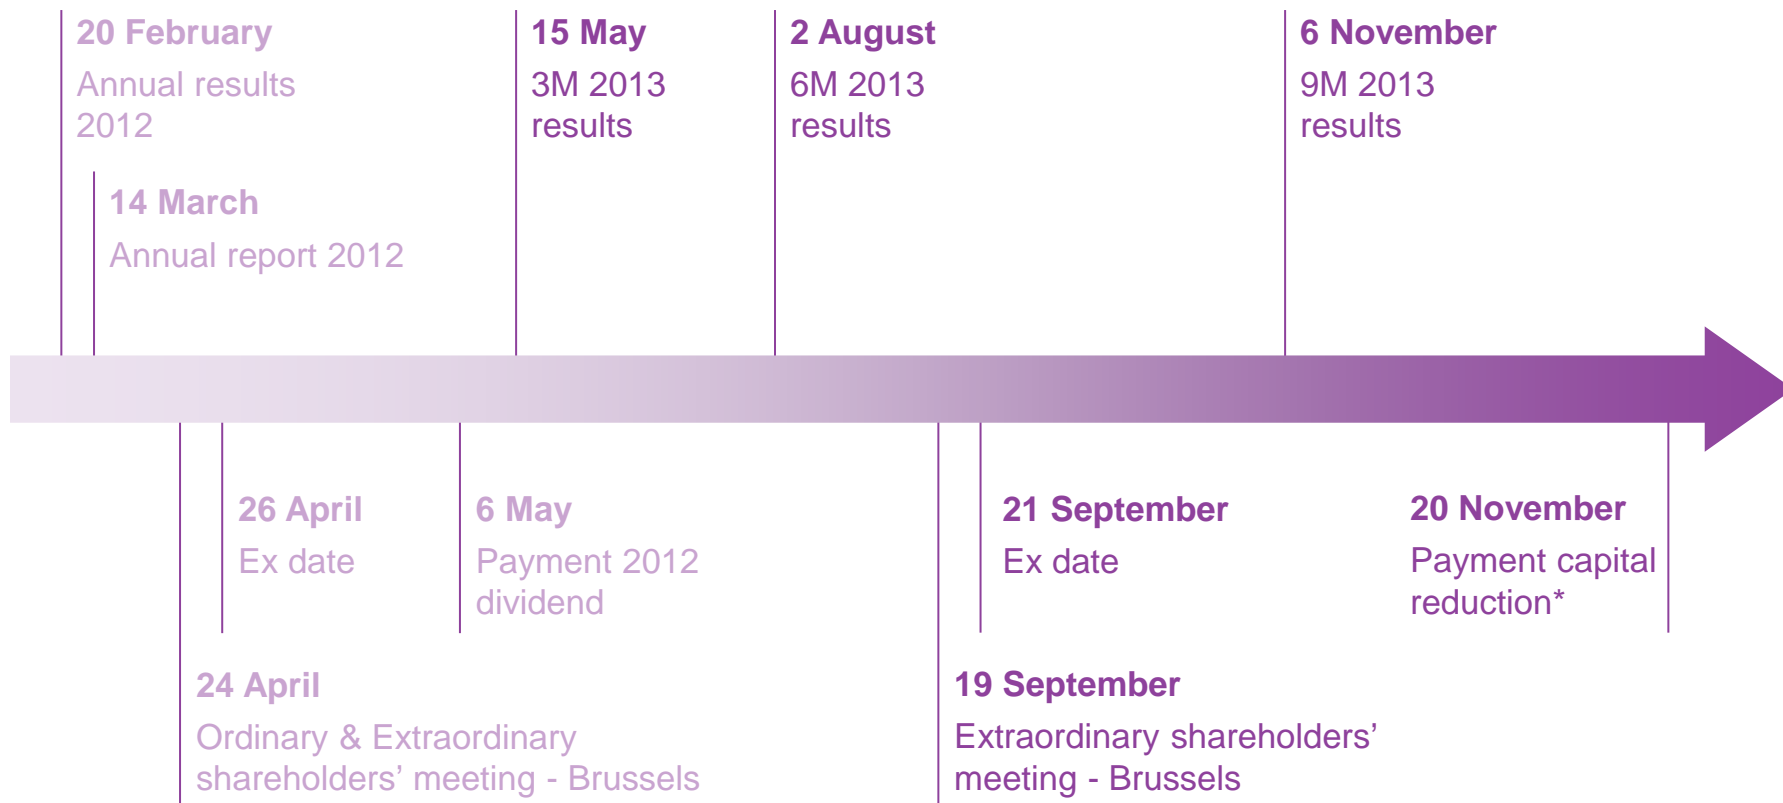 20 February
Annual results
2012
15 May
3M 2013
results
2 August
6M 2013
results
6 November
9M 2013
results
14 March
Annual report 2012
26 April
Ex date
6 May
Payment 2012
dividend
21 September
Ex date
20 November
Payment capital
reduction*
24 April
Ordinary & Extraordinary
shareholders’ meeting - Brussels
19 September
Extraordinary shareholders’
meeting - Brussels